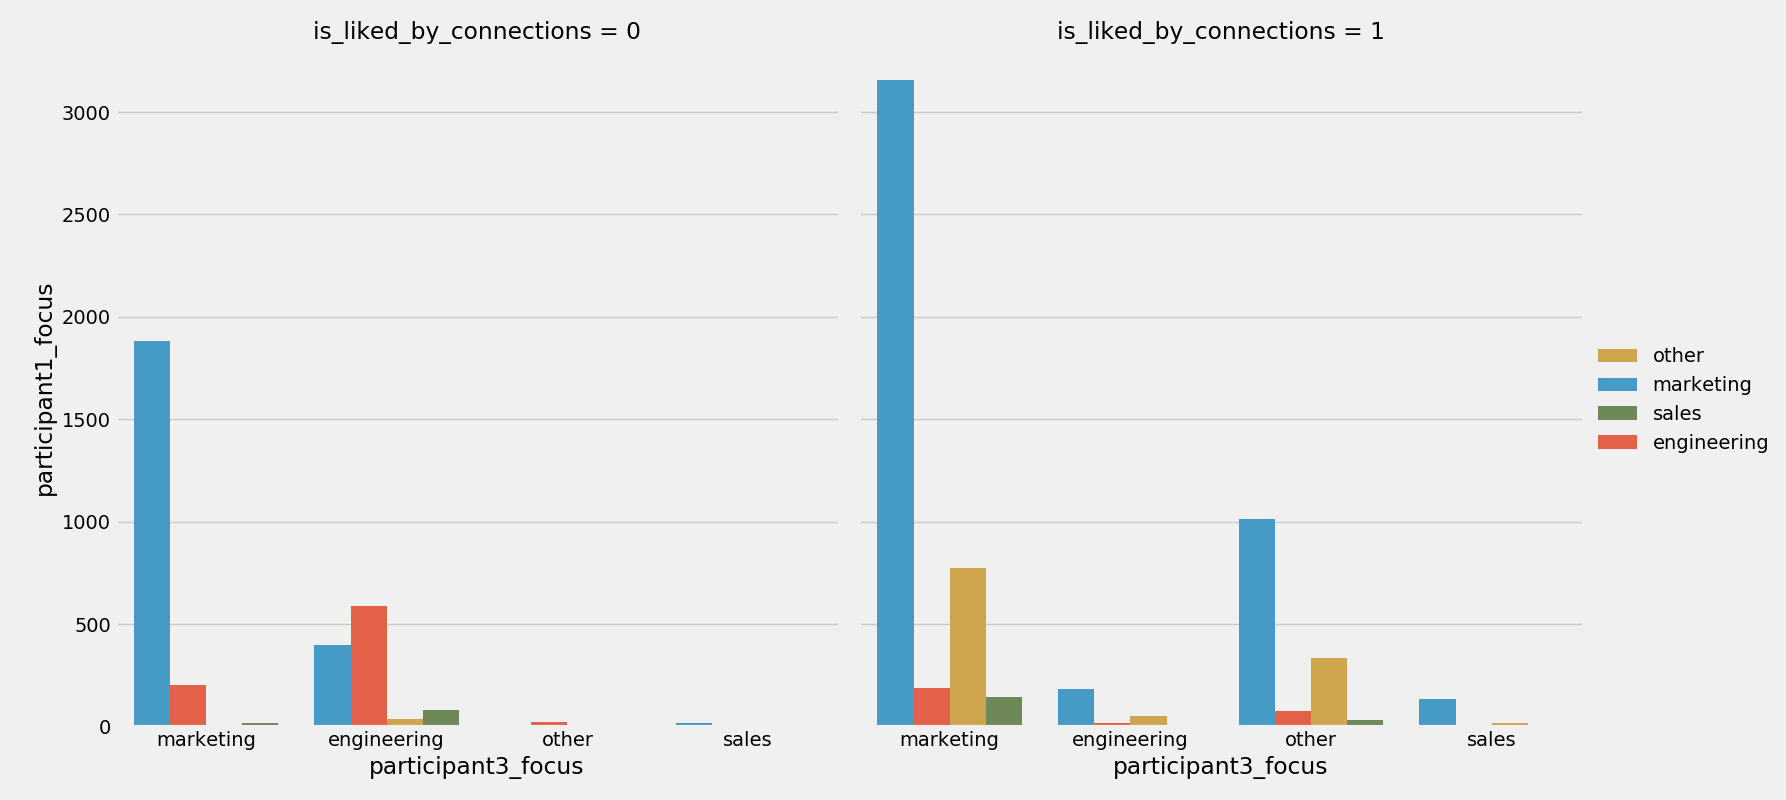 is_liked_by_connections = 0
is_liked_by_connections = 1
participant1_focus
3000
2500
2000
1500
1000
500
0
marketing engineering other sales
marketing engineering other sales
participant3_focus
participant3_focus
other
marketing
sales
engineering